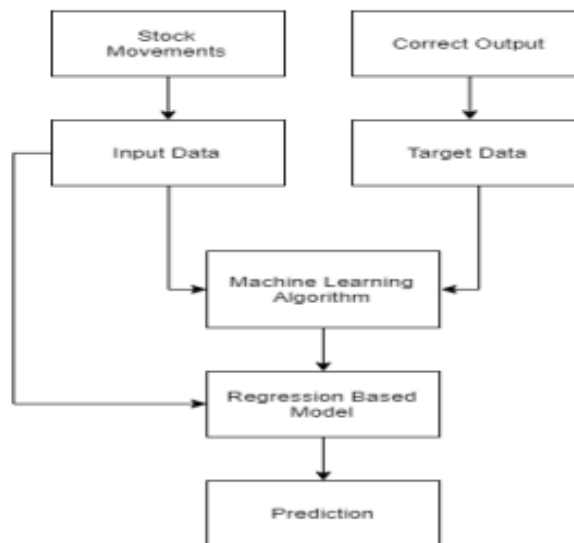 Stock
Movements
Correct Output
Input Data
Target Data
Machine Learning
Algorithm
Regression Based
Model
Prediction